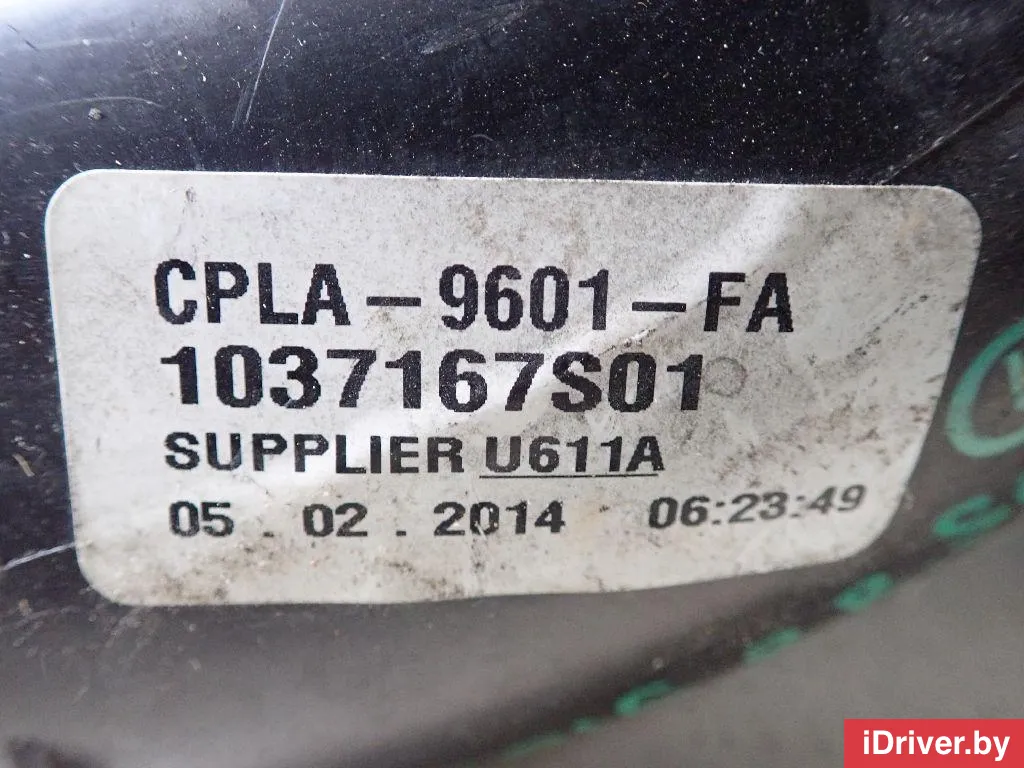 CPLA-9601-FA
1037167S01
SUPPLIER U611A
05.02.2014 06:23:49
iDriver.by